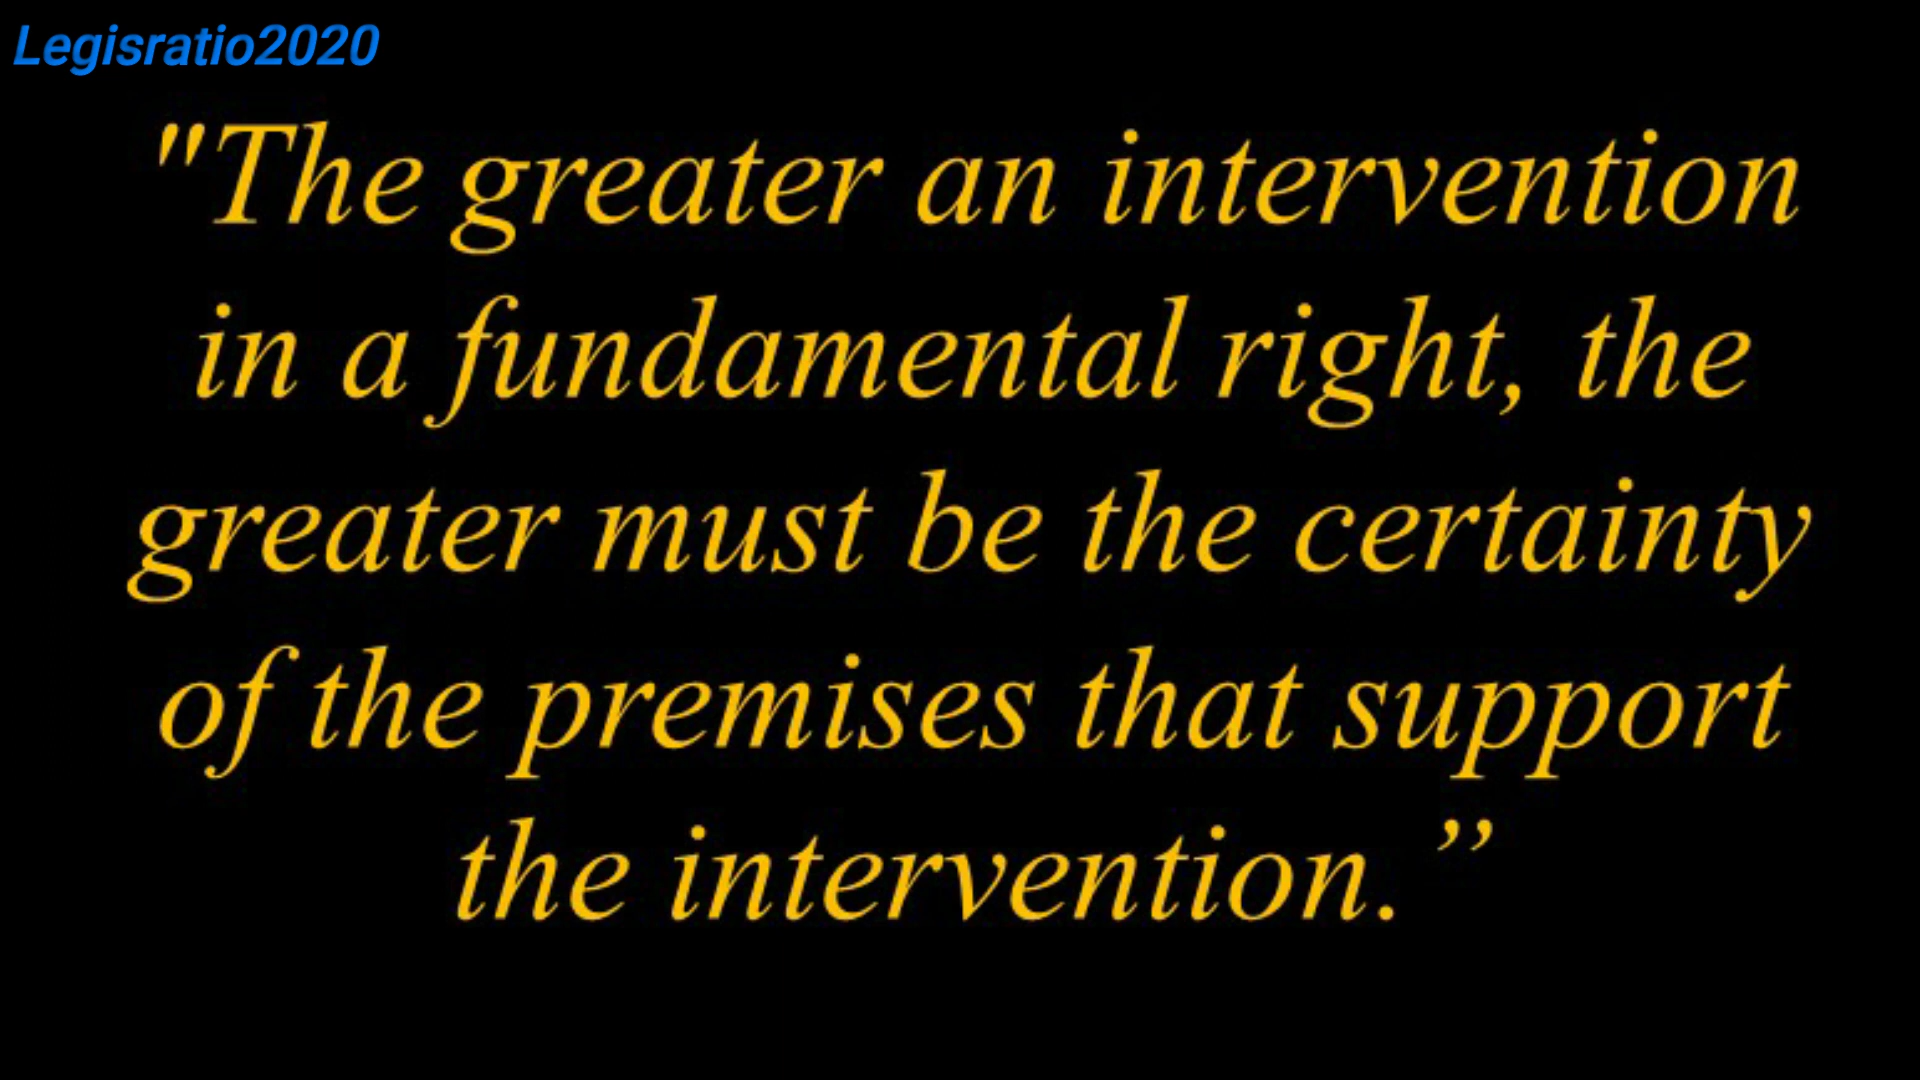 Legisratio2020
"The greater an intervention
in a fundamental right, the
greater must be the certainty
of the premises that support
the intervention.’’